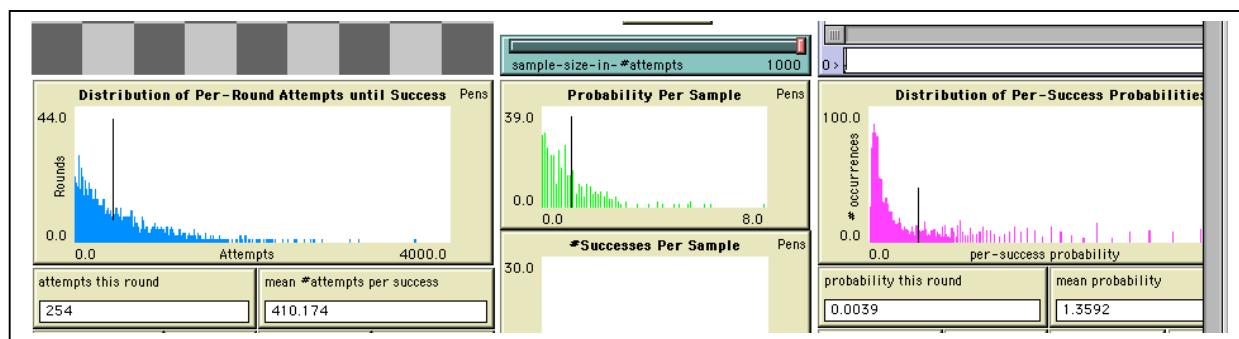 sample-size-in-#attempts 1000
0>
Distribution of Per-Round Attempts until Success Pens
44.0
Rounds
0.0
0.0 Attempts 4000.0
attempts this round
254
mean #attempts per success
410.174
Probability Per Sample Pens
39.0
0.0
0.0 8.0
#Successes Per Sample Pens
30.0
Distribution of Per-Success Probabilities
100.0
# occurrences
0.0
0.0 per-success probability
probability this round
0.0039
mean probability
1.3592